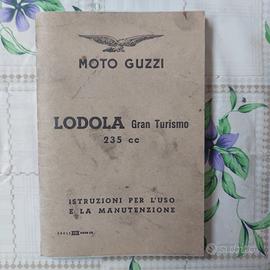 MOTO GUZZI
LODOLA Gran Turismo
235 cc
ISTRUZIONI PER L'USO
E LA MANUTENZIONE